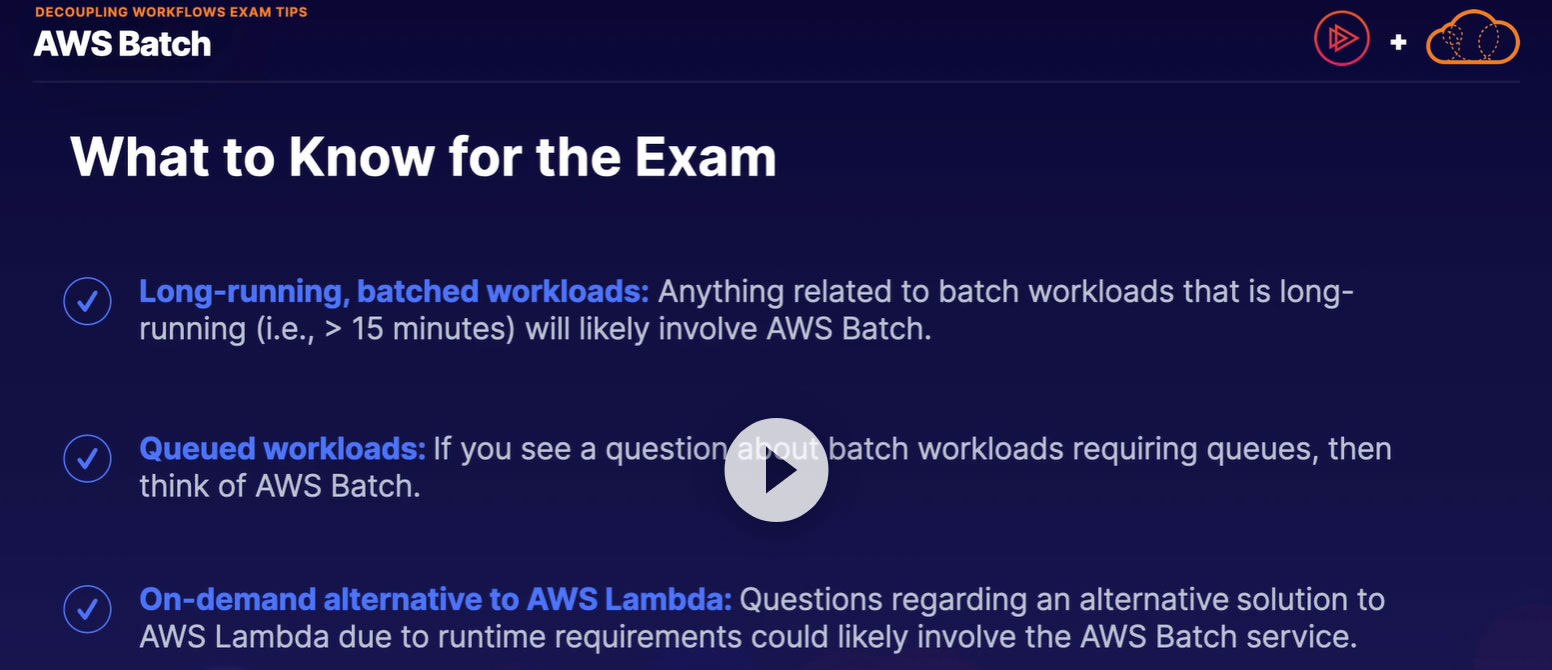 DECOUPLING WORKFLOWS EXAM TIPS
AWS Batch
+
What to Know for the Exam
Long-running, batched workloads: Anything related to batch workloads that is long-
running (i.e., > 15 minutes) will likely involve AWS Batch.
Queued workloads: If you see a question about batch workloads requiring queues, then
think of AWS Batch.
On-demand alternative to AWS Lambda: Questions regarding an alternative solution to
AWS Lambda due to runtime requirements could likely involve the AWS Batch service.